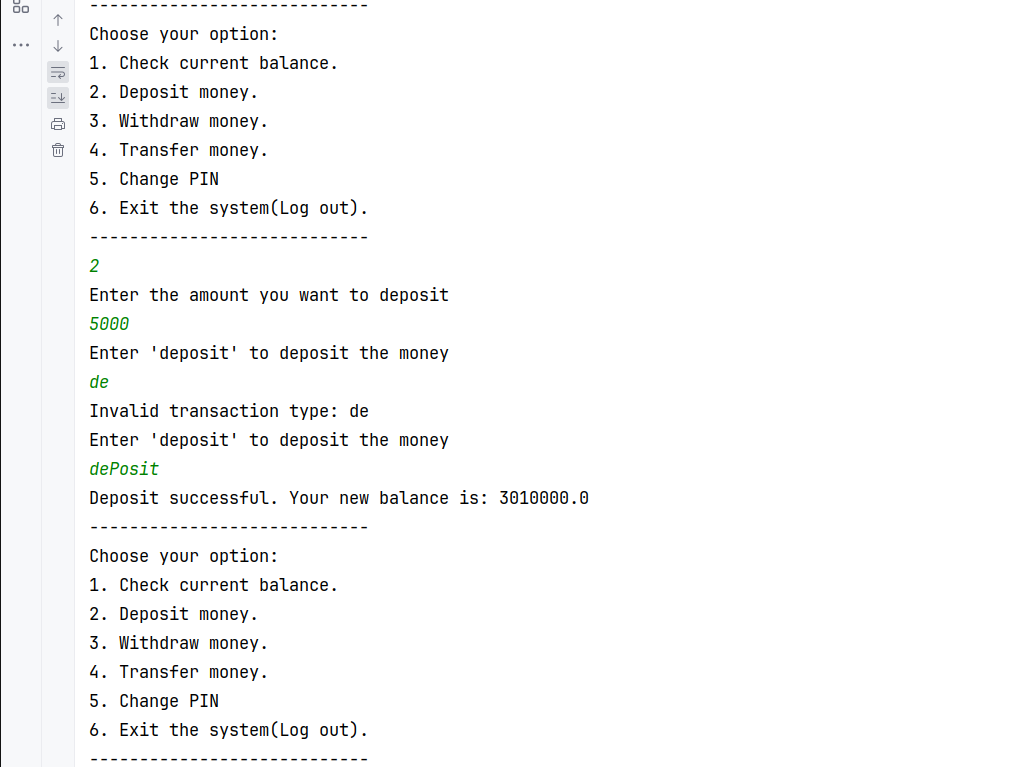 ----------------------------
Choose your option:
1. Check current balance.
2. Deposit money.
3. Withdraw money.
4. Transfer money.
5. Change PIN
6. Exit the system(Log out).
----------------------------
2
Enter the amount you want to deposit
5000
Enter 'deposit' to deposit the money
de
Invalid transaction type: de
Enter 'deposit' to deposit the money
dePosit
Deposit successful. Your new balance is: 3010000.0
----------------------------
Choose your option:
1. Check current balance.
2. Deposit money.
3. Withdraw money.
4. Transfer money.
5. Change PIN
6. Exit the system(Log out).
----------------------------